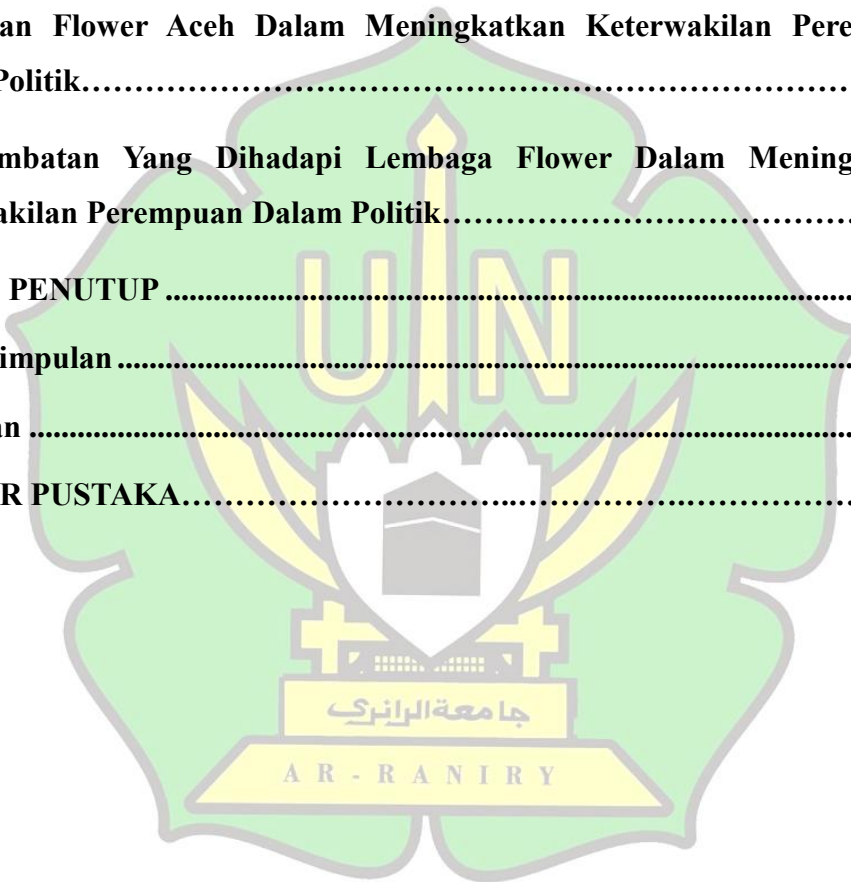 an Flower Aceh Dalam Meningkatkan Keterwakilan Pere
Politik……………………………………………………………………
mbatan Yang Dihadapi Lembaga Flower Dalam Mening
akilan Perempuan Dalam Politik…………………………………
PENUTUP ..........................................................................
impulan ...............................................................................
an ........................................................................................
R PUSTAKA…………………………..……………….………………
UIN
جامعة الرانري
AR-RANIRY